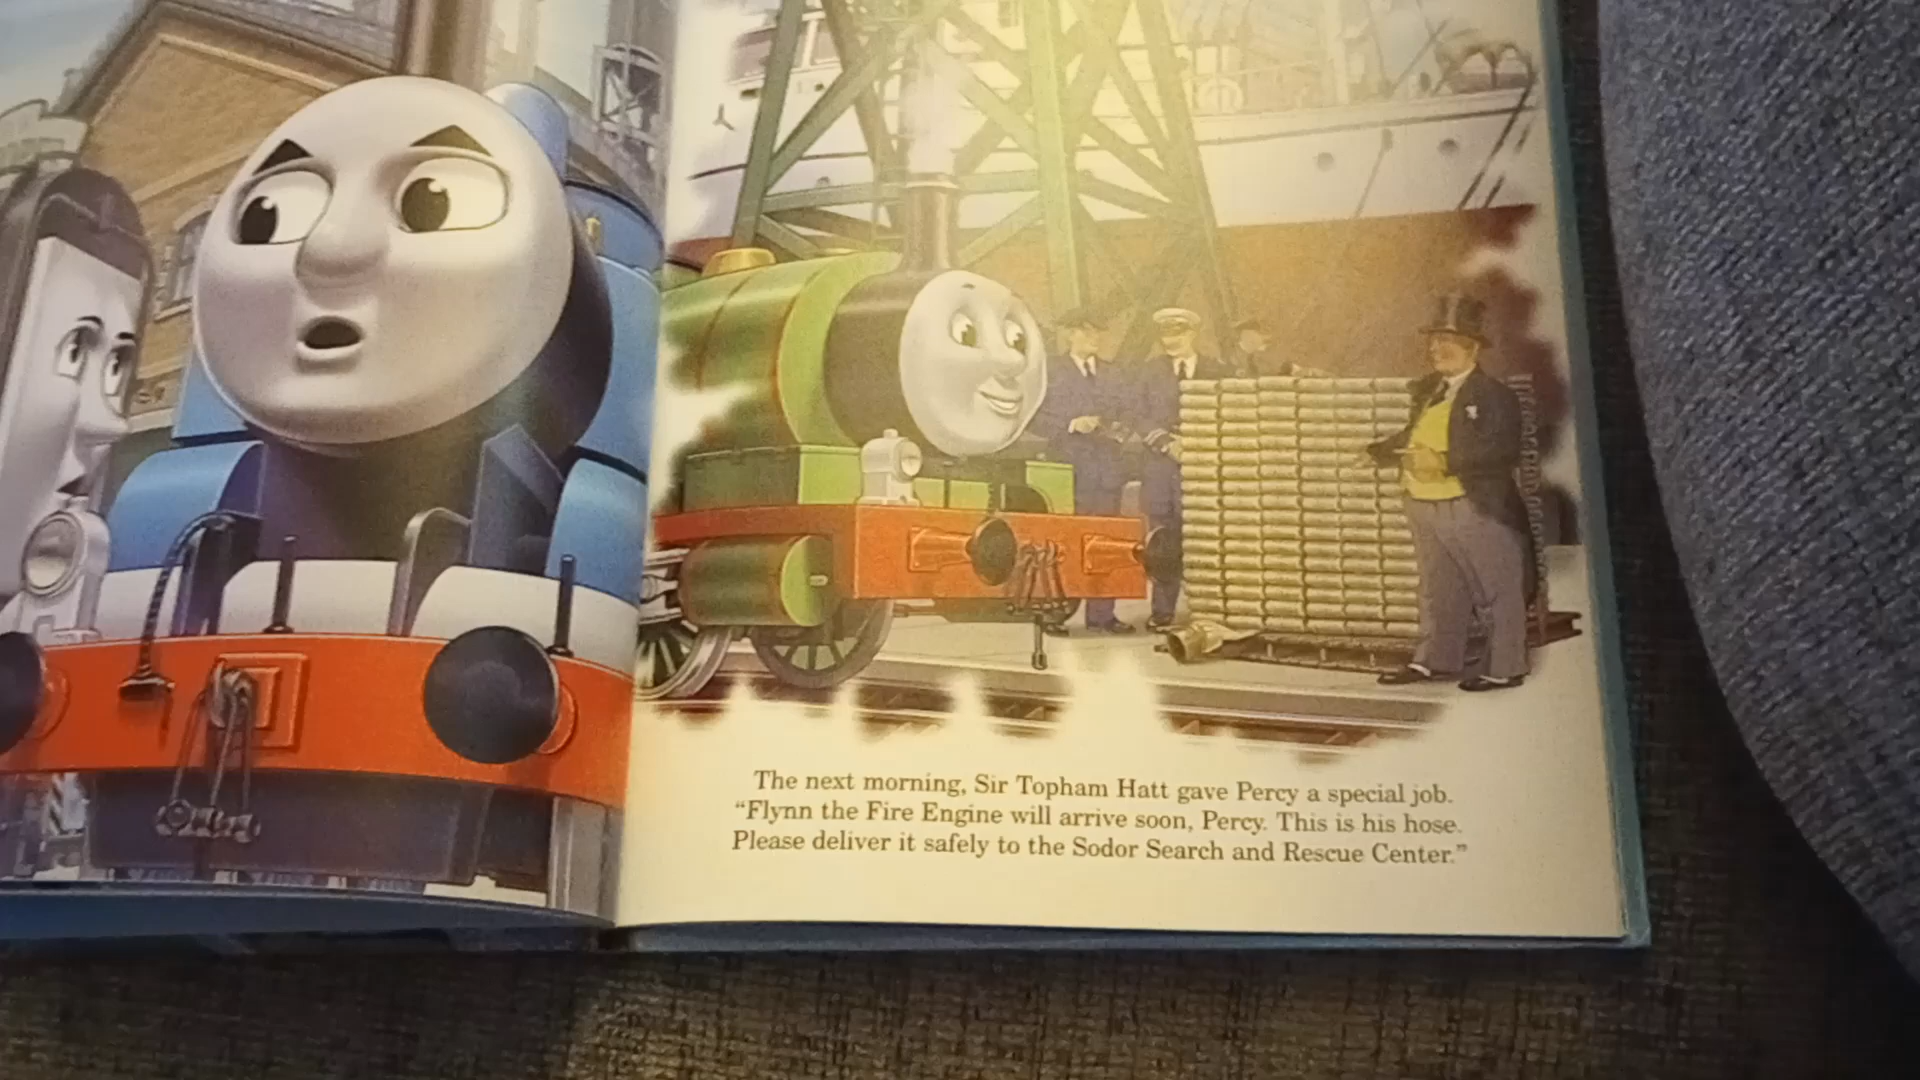 The next morning, Sir Topham Hatt gave Percy a special job.
“Flynn the Fire Engine will arrive soon, Percy. This is his hose.
Please deliver it safely to the Sodor Search and Rescue Center.”